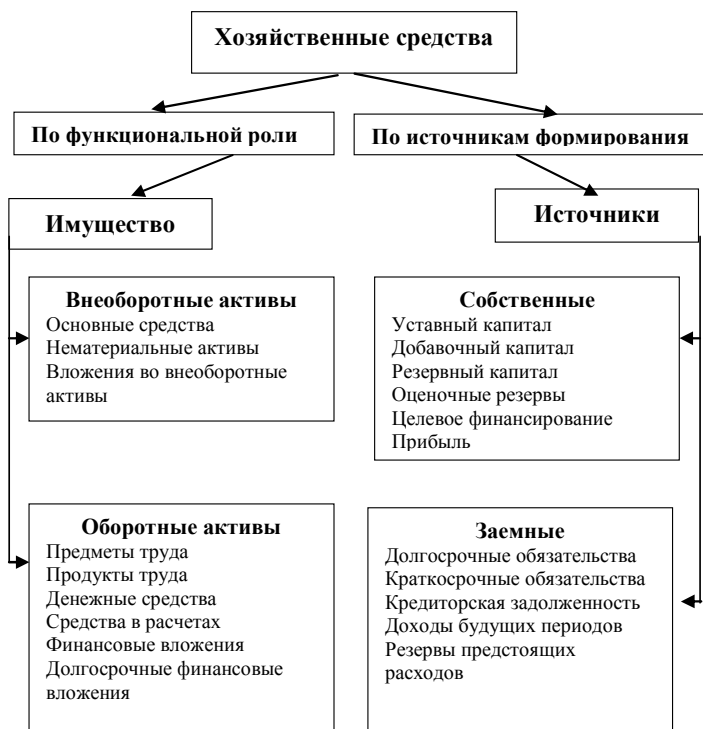 Хозяйственные средства
По функциональной роли
По источникам формирования
Имущество
Источники
Внеоборотные активы
Основные средства
Нематериальные активы
Вложения во внеоборотные
активы
Собственные
Уставный капитал
Добавочный капитал
Резервный капитал
Оценочные резервы
Целевое финансирование
Прибыль
Оборотные активы
Предметы труда
Продукты труда
Денежные средства
Средства в расчетах
Финансовые вложения
Долгосрочные финансовые
вложения
Заемные
Долгосрочные обязательства
Краткосрочные обязательства
Кредиторская задолженность
Доходы будущих периодов
Резервы предстоящих
расходов